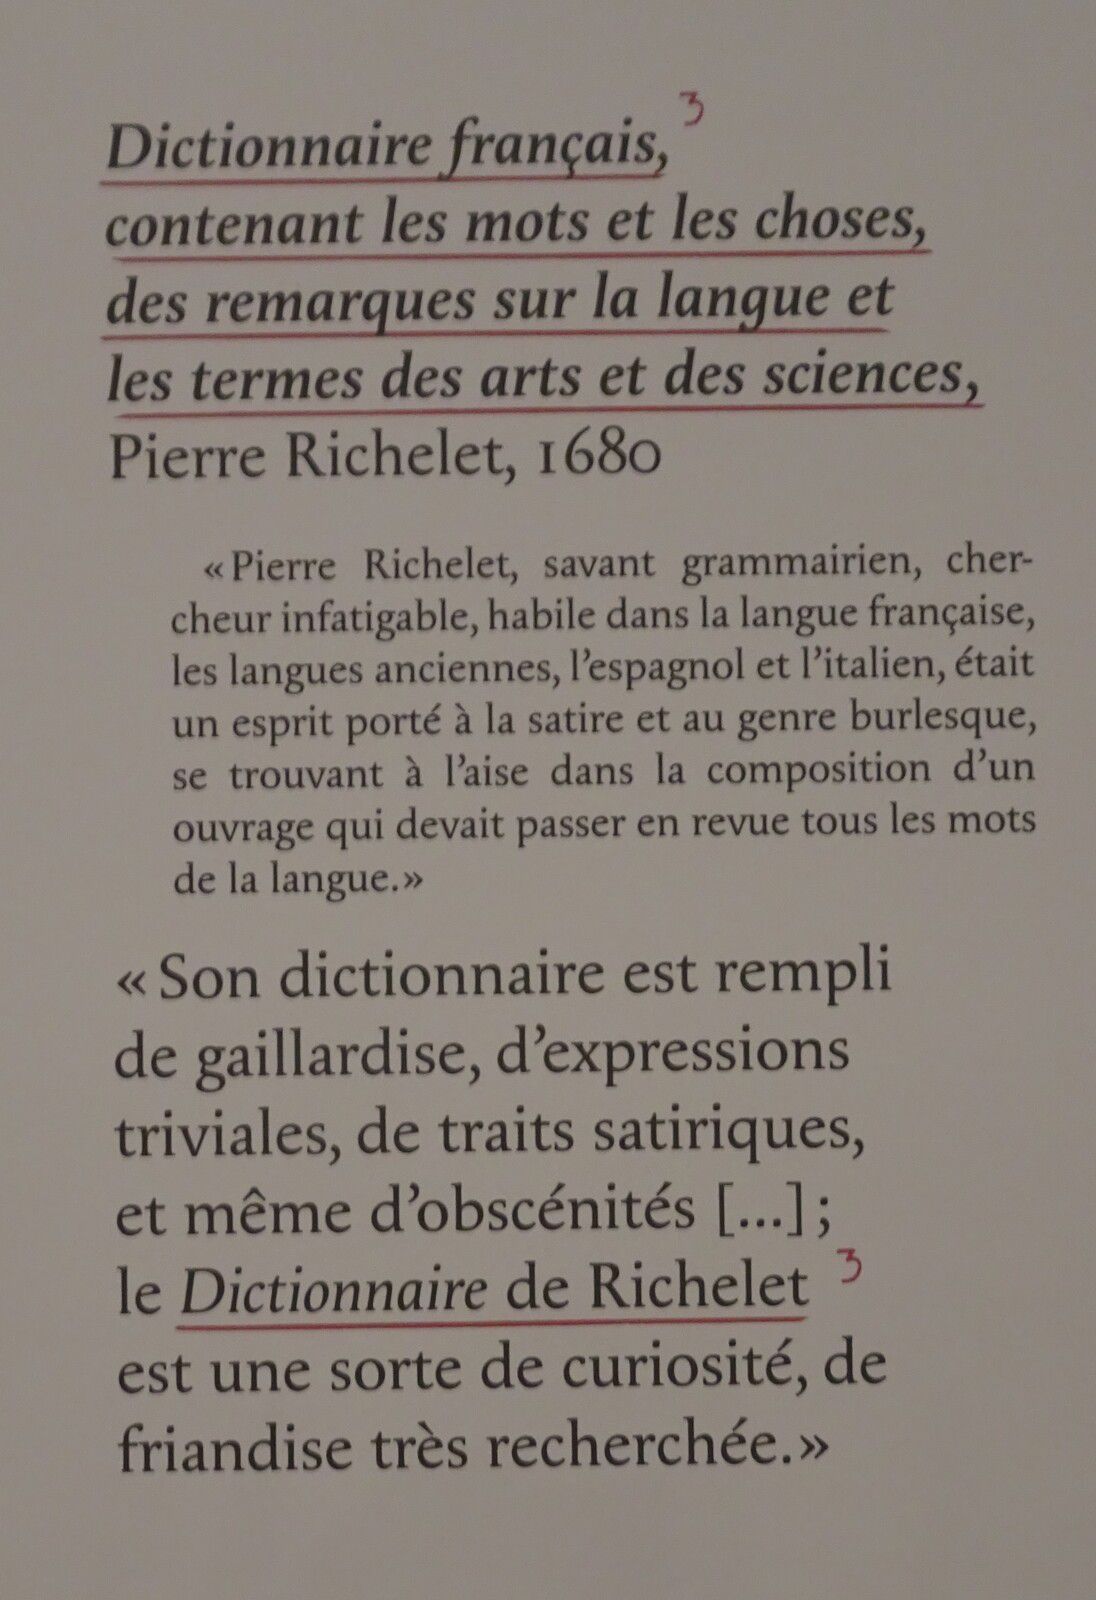 Dictionnaire français, 3
contenant les mots et les choses,
des remarques sur la langue et
les termes des arts et des sciences,
Pierre Richelet, 1680
« Pierre Richelet, savant grammairien, cher-
cheur infatigable, habile dans la langue française,
les langues anciennes, l’espagnol et l’italien, était
un esprit porté à la satire et au genre burlesque,
se trouvant à l’aise dans la composition d’un
ouvrage qui devait passer en revue tous les mots
de la langue.»
« Son dictionnaire est rempli
de gaillardise, d’expressions
triviales, de traits satiriques,
et même d’obscénités [...] ;
le Dictionnaire de Richelet 3
est une sorte de curiosité, de
friandise très recherchée.»